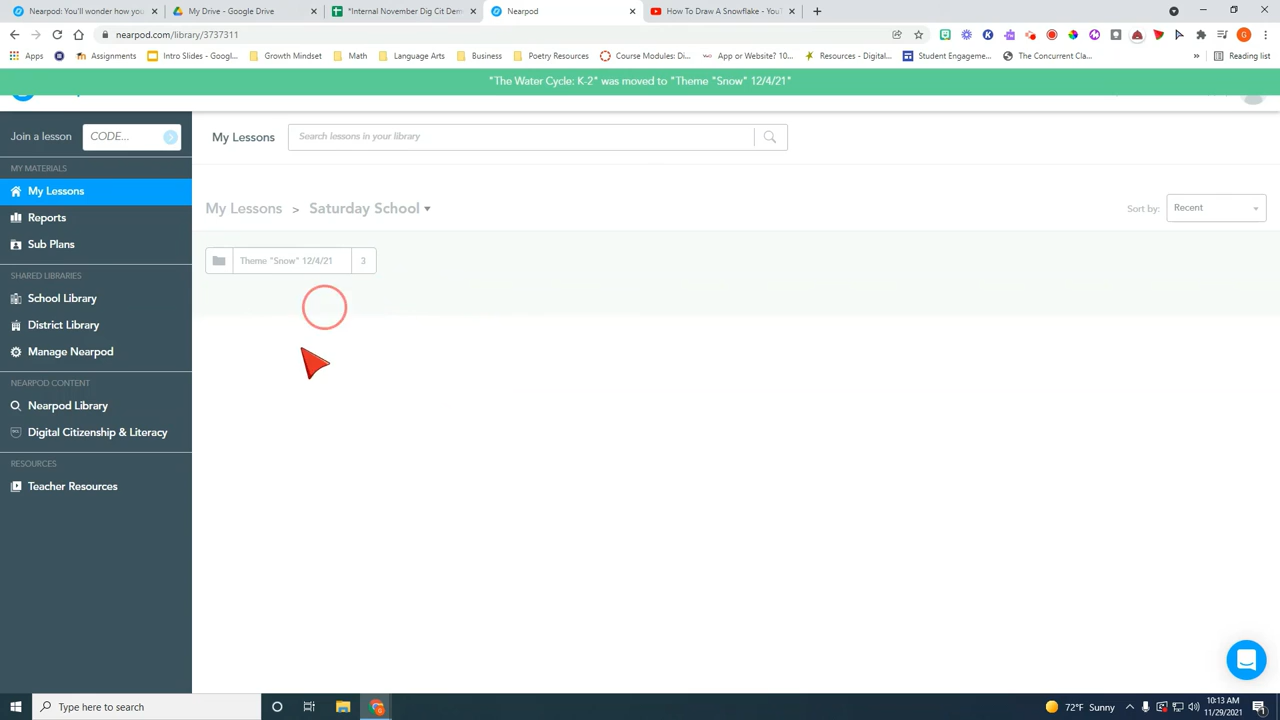 Nearpod: You'll wonder how you
My Drive - Google Drive
"Internal November Dig Cit Dem
Nearpod
How To Draw A Snowflake - YouT
nearpod.com/library/3737311
Apps
Assignments
Intro Slides - Googl...
Growth Mindset
Math
Language Arts
Business
Poetry Resources
Course Modules: Di...
App or Website? 10...
Resources - Digital...
Student Engageme...
The Concurrent Cla...
»
Reading list
"The Water Cycle: K-2" was moved to "Theme "Snow" 12/4/21"
Join a lesson
CODE...
My Lessons
Search lessons in your library
MY MATERIALS
My Lessons
Reports
Sub Plans
SHARED LIBRARIES
School Library
District Library
Manage Nearpod
NEARPOD CONTENT
Nearpod Library
Digital Citizenship & Literacy
RESOURCES
Teacher Resources
My Lessons > Saturday School
Sort by: Recent
Theme "Snow" 12/4/21 3
Type here to search
72°F Sunny
10:13 AM
11/29/2021